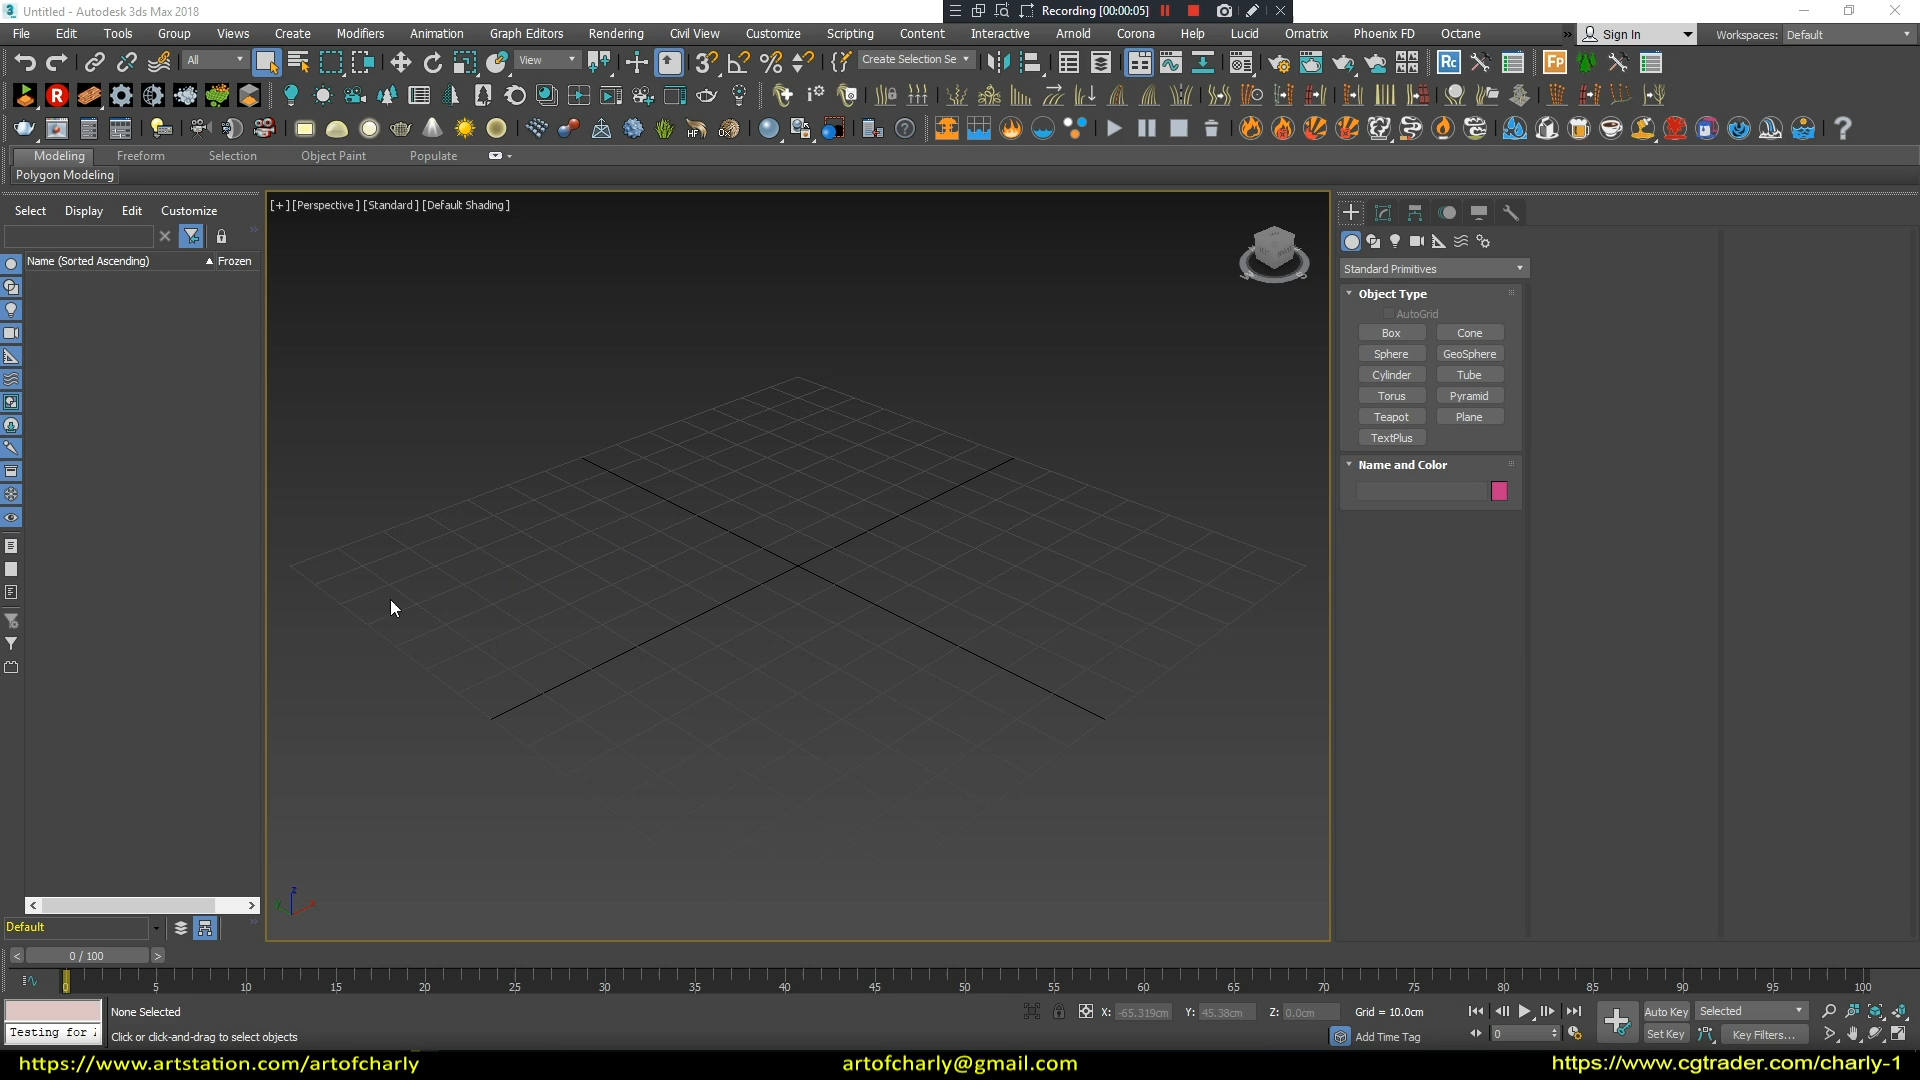 Untitled - Autodesk 3ds Max 2018
Recording [00:00:05]
File Edit Tools Group Views Create Modifiers Animation Graph Editors Rendering Civil View Customize Scripting Content Interactive Arnold Corona Help Lucid Ornatrix Phoenix FD Octane
Sign In
Workspaces: Default
All
View
Create Selection Se
Modeling Freeform Selection Object Paint Populate
Polygon Modeling
Select Display Edit Customize
Name (Sorted Ascending) Frozen
[+] [Perspective] [Standard] [Default Shading]
Standard Primitives
Object Type
AutoGrid
Box Cone
Sphere GeoSphere
Cylinder Tube
Torus Pyramid
Teapot Plane
TextPlus
Name and Color
Default
0 / 100
0 5 10 15 20 25 30 35 40 45 50 55 60 65 70 75 80 85 90 95 100
None Selected
X: -65.319cm Y: 45.38cm Z: 0.0cm Grid = 10.0cm
Auto Key Selected
Testing for
Click or click-and-drag to select objects
Add Time Tag
0
Set Key Key Filters...
https://www.artstation.com/artofcharly
artofcharly@gmail.com
https://www.cgtrader.com/charly-1